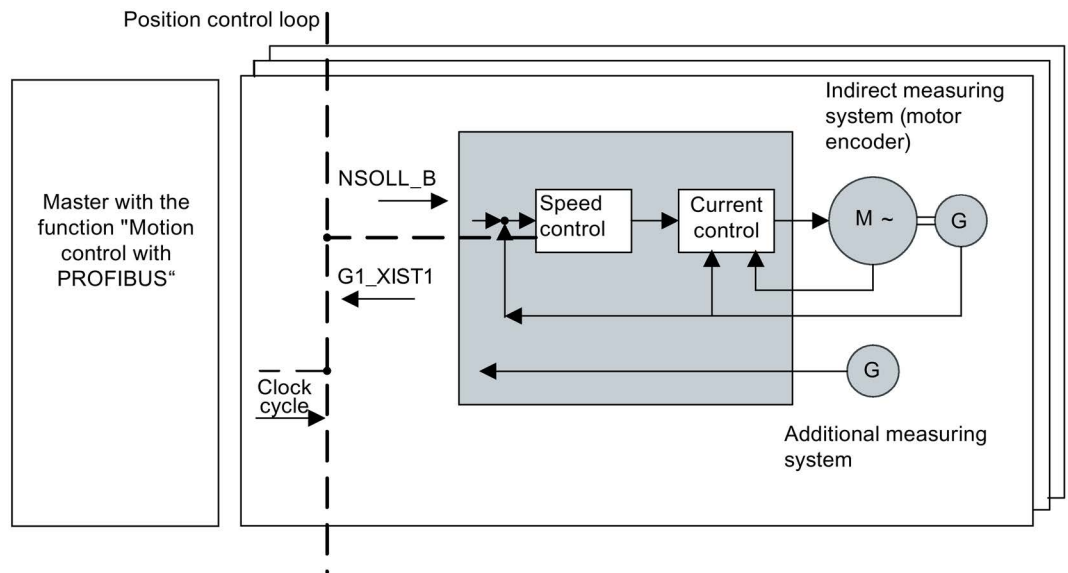 Position control loop
Indirect measuring
system (motor
encoder)
Master with the
function "Motion
control with
PROFIBUS“
NSOLL_B
Speed
control
Current
control
M ~
G
G1_XIST1
Clock
cycle
G
Additional measuring
system